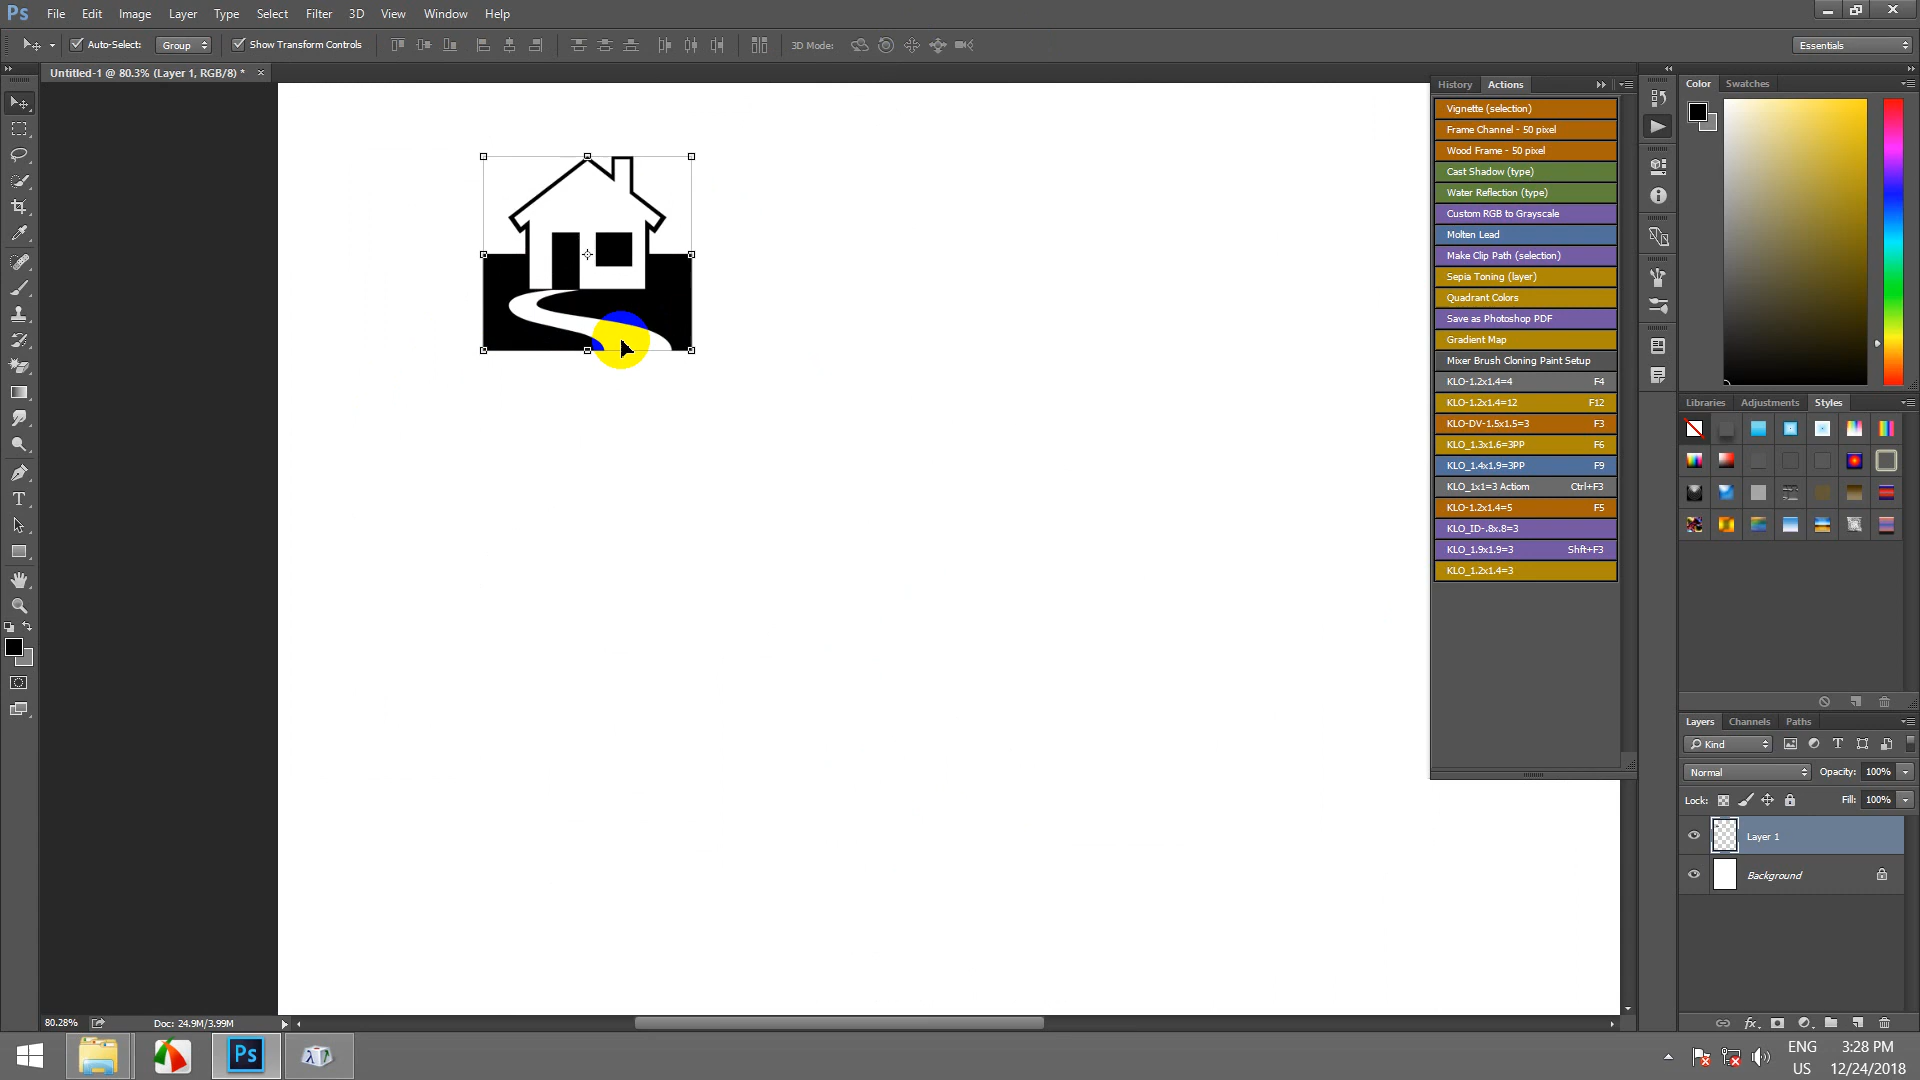 Ps File Edit Image Layer Type Select Filter 3D View Window Help
Auto-Select: Group Show Transform Controls 3D Mode: Essentials
Untitled-1 @ 80.3% (Layer 1, RGB/8) *
History Actions
Vignette (selection)
Frame Channel - 50 pixel
Wood Frame - 50 pixel
Cast Shadow (type)
Water Reflection (type)
Custom RGB to Grayscale
Molten Lead
Make Clip Path (selection)
Sepia Toning (layer)
Quadrant Colors
Save as Photoshop PDF
Gradient Map
Mixer Brush Cloning Paint Setup
KLO-1.2x1.4=4 F4
KLO-1.2x1.4=12 F12
KLO-DV-1.5x1.5=3 F3
KLO_1.3x1.6=3PP F6
KLO_1.4x1.9=3PP F9
KLO_1x1=3 Actiom Ctrl+F3
KLO-1.2x1.4=5 F5
KLO_ID-.8x.8=3
KLO_1.9x1.9=3 Shft+F3
KLO_1.2x1.4=3
Color Swatches
Libraries Adjustments Styles
Layers Channels Paths
Kind
Normal Opacity: 100%
Lock: Fill: 100%
Layer 1
Background
80.28% Doc: 24.9M/3.99M
Ps
ENG 3:28 PM
US 12/24/2018